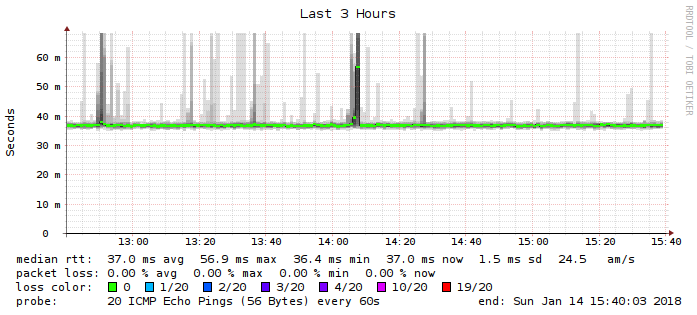 Last 3 Hours
RRDTOOL / TOBI OETIKER
Seconds
60 m
50 m
40 m
30 m
20 m
10 m
0
13:00 13:20 13:40 14:00 14:20 14:40 15:00 15:20 15:40
median rtt: 37.0 ms avg 56.9 ms max 36.4 ms min 37.0 ms now 1.5 ms sd 24.5 am/s
packet loss: 0.00 % avg 0.00 % max 0.00 % min 0.00 % now
loss color: 0 1/20 2/20 3/20 4/20 10/20 19/20
probe: 20 ICMP Echo Pings (56 Bytes) every 60s end: Sun Jan 14 15:40:03 2018